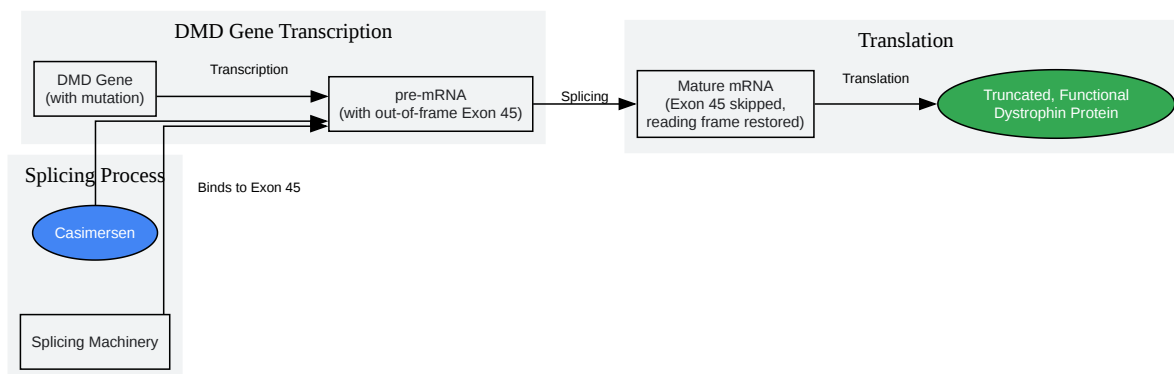 DMD Gene Transcription
Translation
DMD Gene
(with mutation)
Transcription
pre-mRNA
(with out-of-frame Exon 45)
Splicing
Mature mRNA
(Exon 45 skipped,
reading frame restored)
Translation
Truncated, Functional
Dystrophin Protein
Splicing Process
Binds to Exon 45
Casimersen
Splicing Machinery